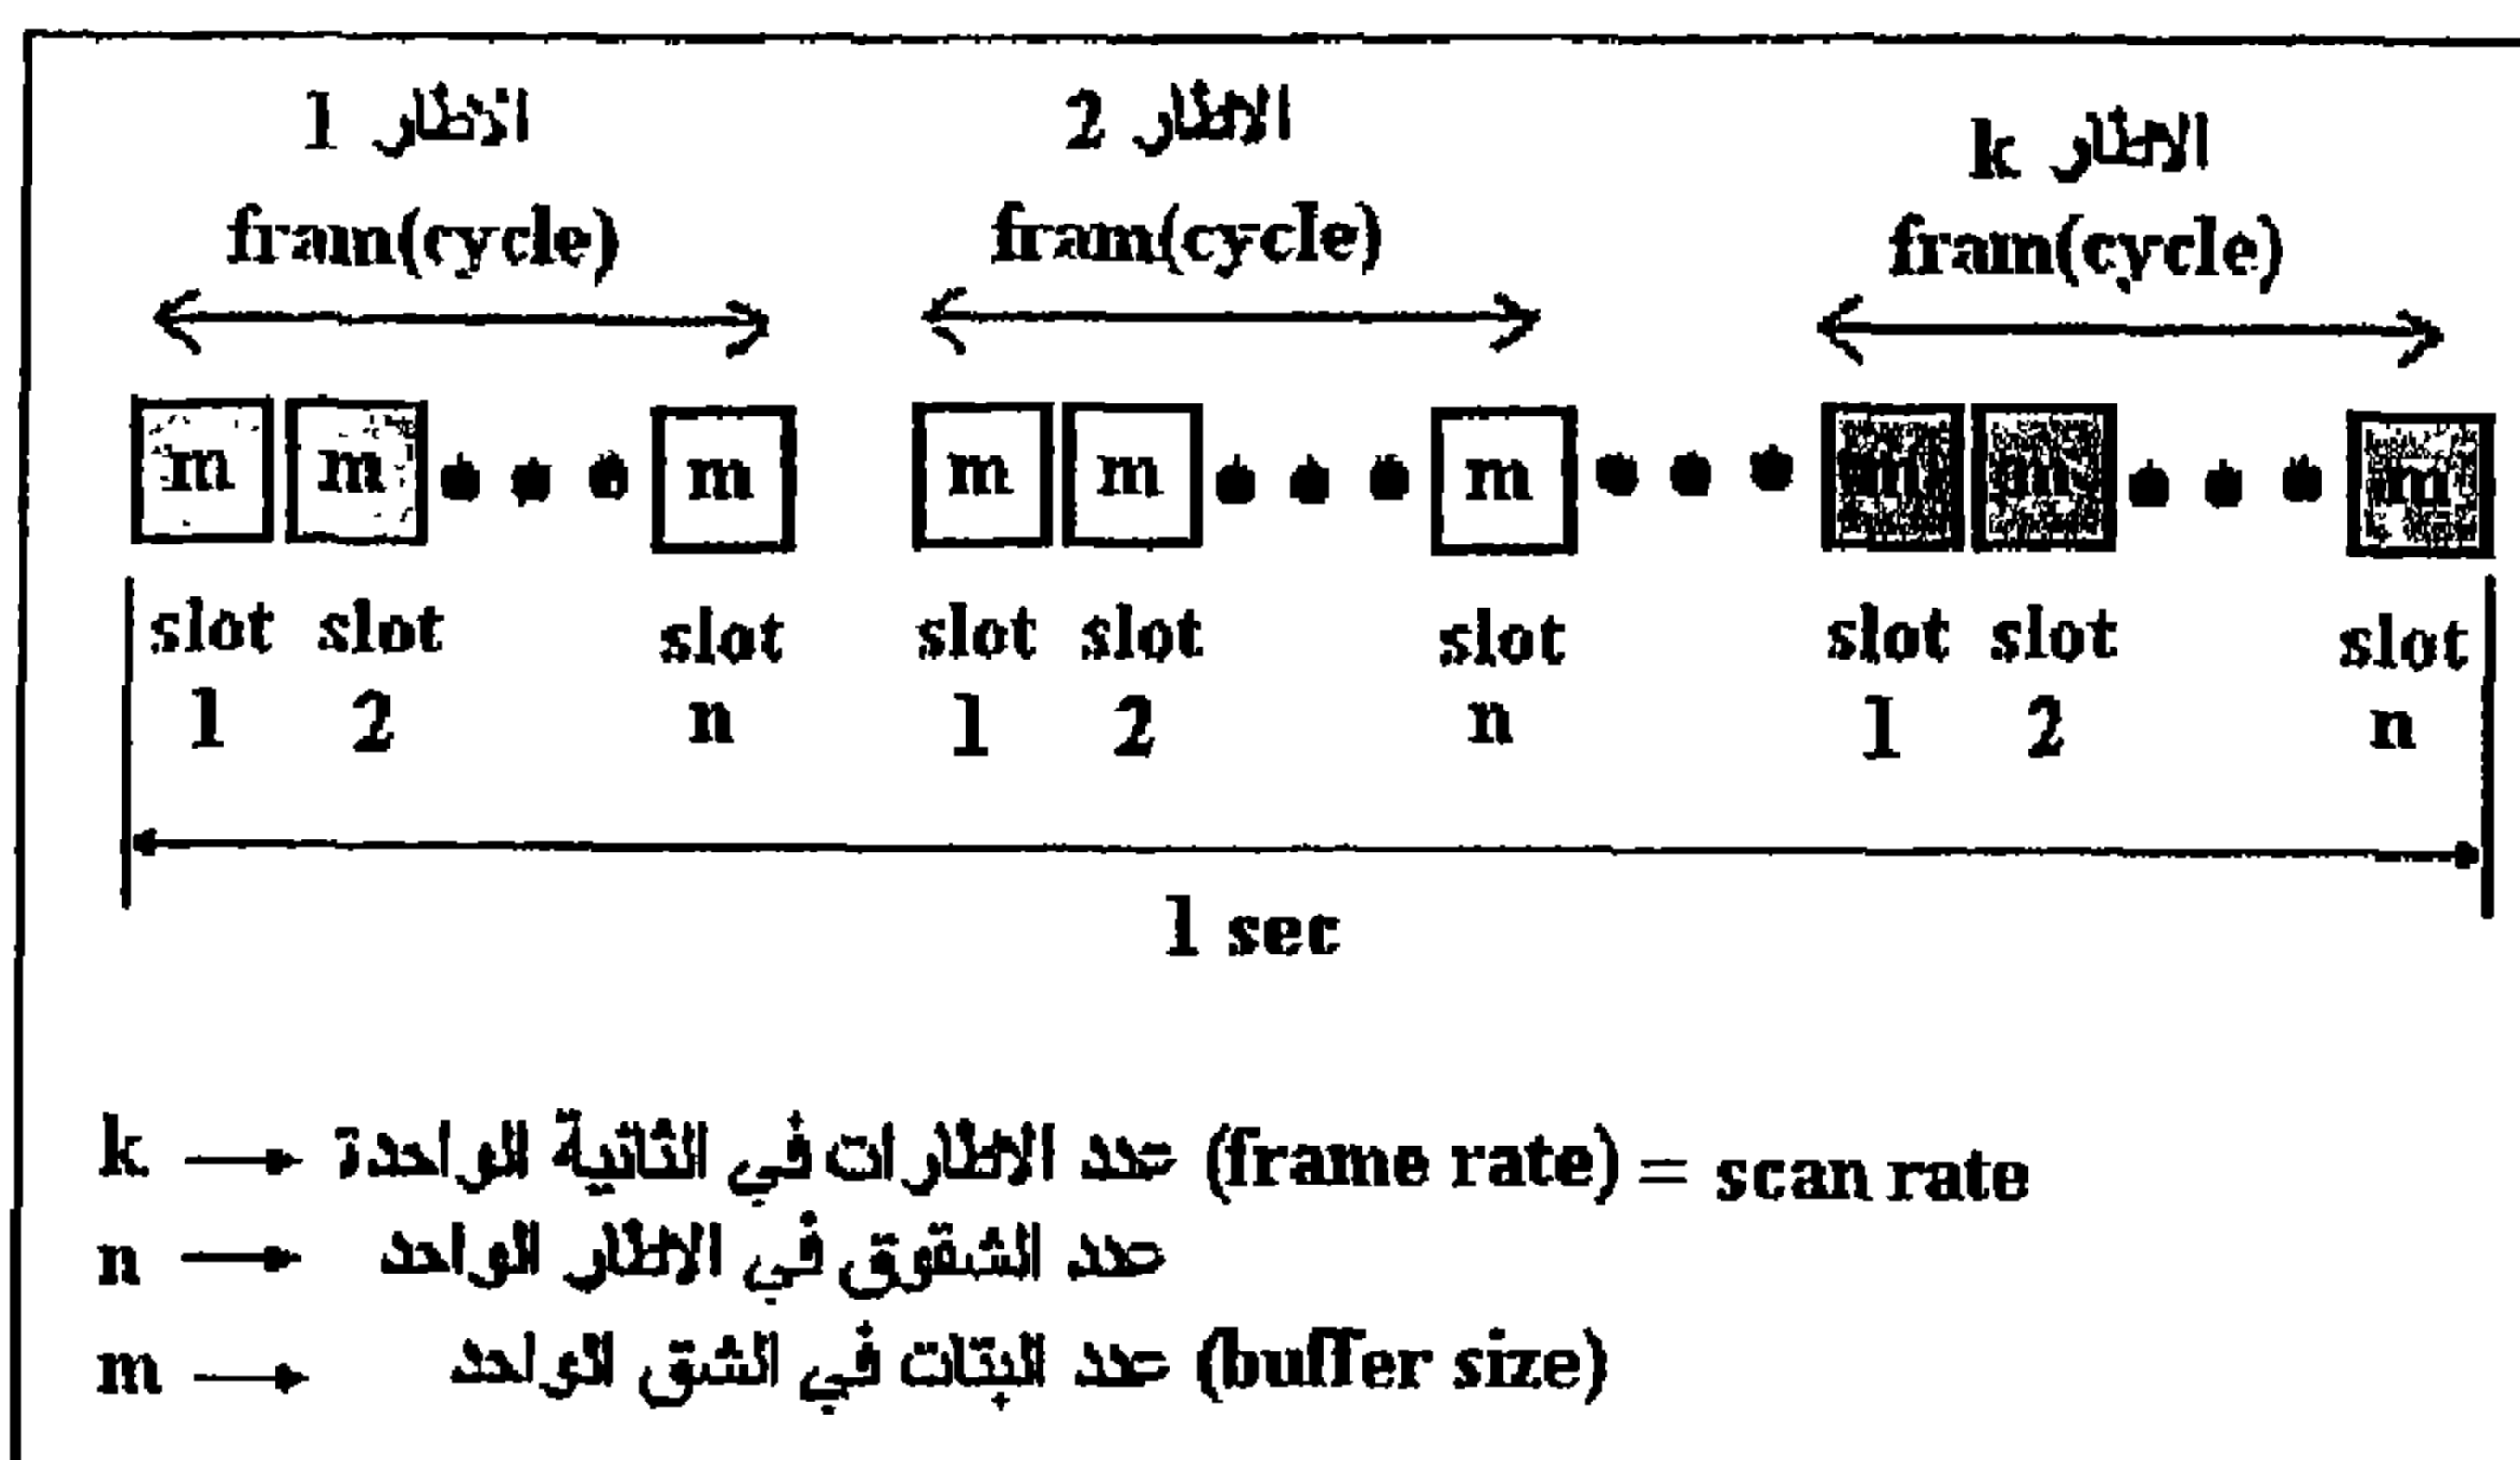 الاطار 1 الاطار 2 الاطار k
fram(cycle) fram(cycle) fram(cycle)
m m m m m m m m m
slot slot slot slot slot slot slot slot slot
1 2 n 1 2 n 1 2 n
1 sec
k عدد الاطارات في الثانية الواحدة (frame rate) = scan rate
n عدد الشقوق في الاطار الواحد
m عدد البتات في الشق الواحد (buffer size)